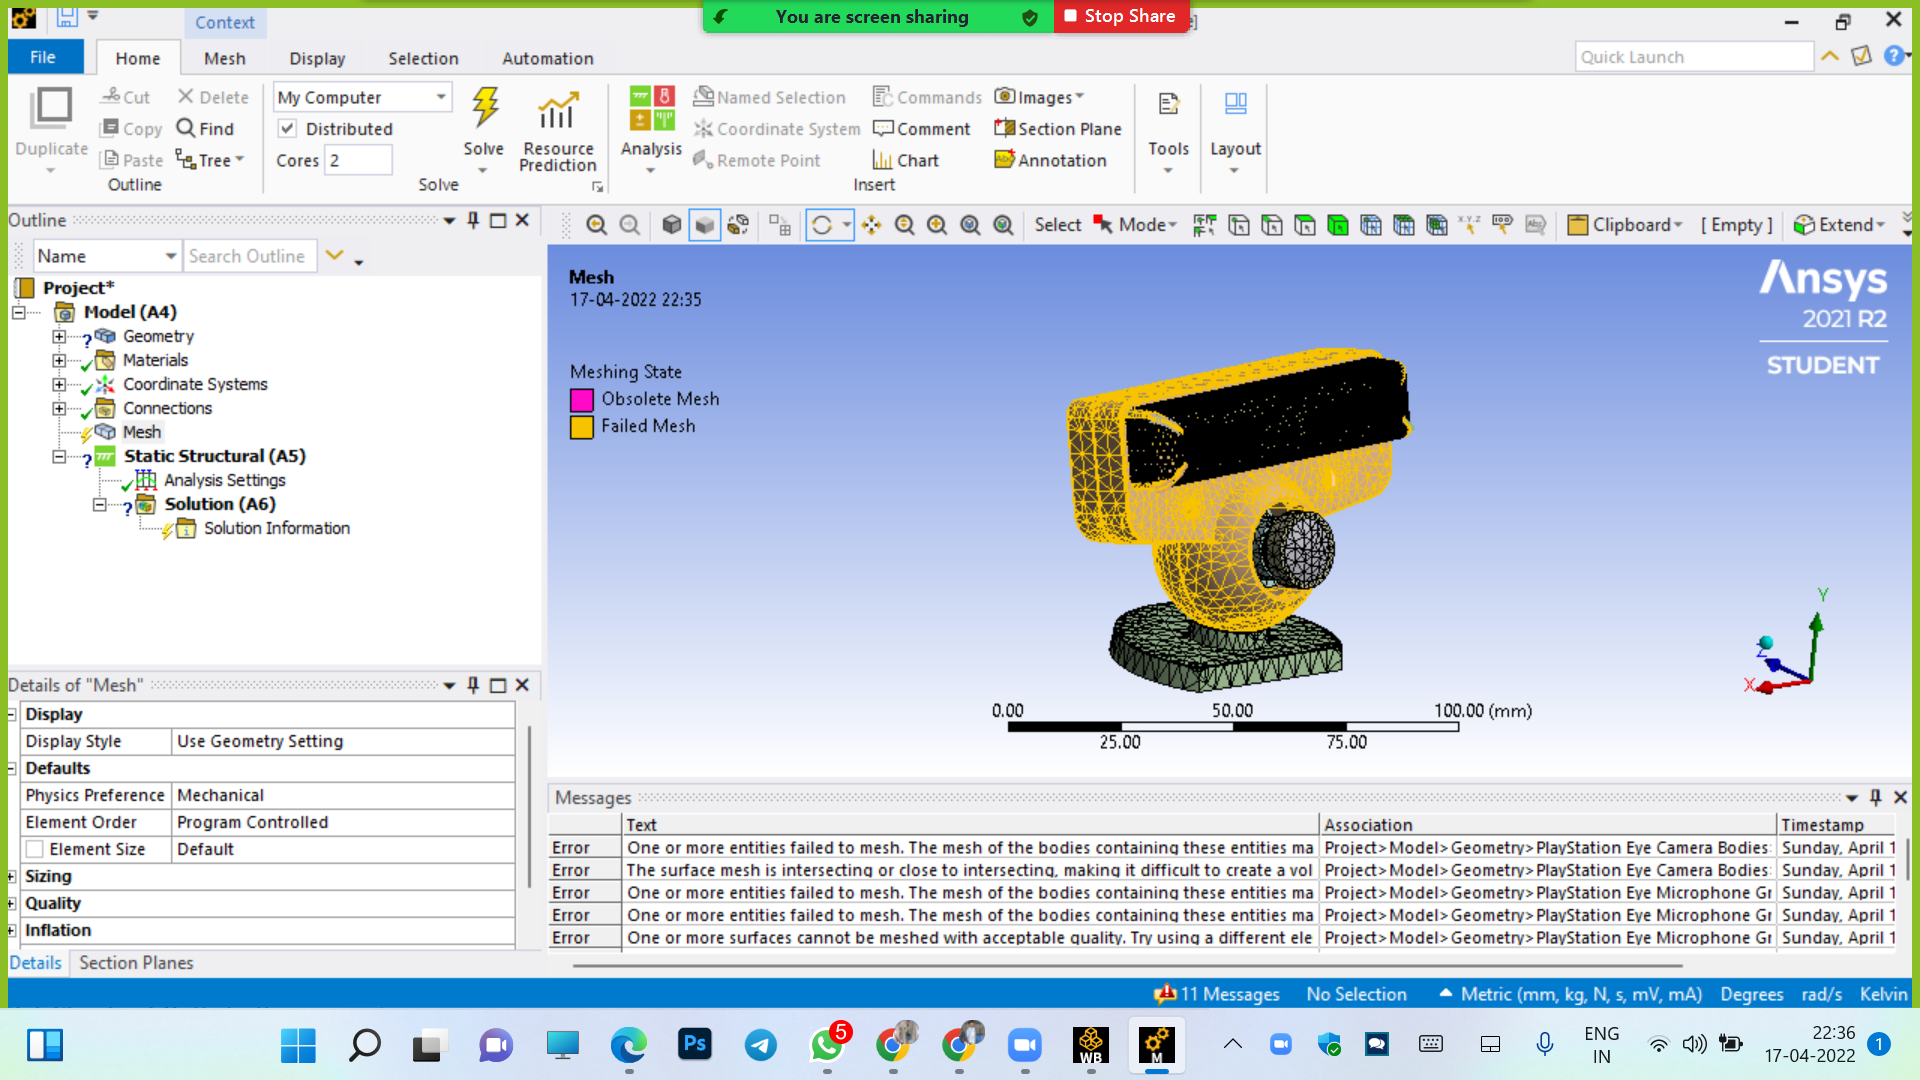 You are screen sharing
Stop Share
Context
File
Home
Mesh
Display
Selection
Automation
Quick Launch
Duplicate
Cut
Copy
Paste
Delete
Find
Tree
Outline
My Computer
Distributed
Cores 2
Solve
Resource Prediction
Solve
Analysis
Named Selection
Coordinate System
Remote Point
Commands
Comment
Chart
Images
Section Plane
Annotation
Insert
Tools
Layout
Outline
Name
Search Outline
Select
Mode
Clipboard
[ Empty ]
Extend
Project*
Model (A4)
Geometry
Materials
Coordinate Systems
Connections
Mesh
Static Structural (A5)
Analysis Settings
Solution (A6)
Solution Information
Mesh
17-04-2022 22:35
Meshing State
Obsolete Mesh
Failed Mesh
Ansys
2021 R2
STUDENT
Y
Z
X
0.00
50.00
100.00 (mm)
25.00
75.00
Details of "Mesh"
Display
Display Style Use Geometry Setting
Defaults
Physics Preference Mechanical
Element Order Program Controlled
Element Size Default
Sizing
Quality
Inflation
Details
Section Planes
Messages
Text Association Timestamp
Error One or more entities failed to mesh. The mesh of the bodies containing these entities ma Project>Model>Geometry>PlayStation Eye Camera Bodies Sunday, April 1
Error The surface mesh is intersecting or close to intersecting, making it difficult to create a vol Project>Model>Geometry>PlayStation Eye Camera Bodies Sunday, April 1
Error One or more entities failed to mesh. The mesh of the bodies containing these entities ma Project>Model>Geometry>PlayStation Eye Microphone Gr Sunday, April 1
Error One or more entities failed to mesh. The mesh of the bodies containing these entities ma Project>Model>Geometry>PlayStation Eye Microphone Gr Sunday, April 1
Error One or more surfaces cannot be meshed with acceptable quality. Try using a different ele Project>Model>Geometry>PlayStation Eye Microphone Gr Sunday, April 1
11 Messages
No Selection
Metric (mm, kg, N, s, mV, mA)
Degrees
rad/s
Kelvin
Ps
5
WB
M
ENG
IN
22:36
17-04-2022
1